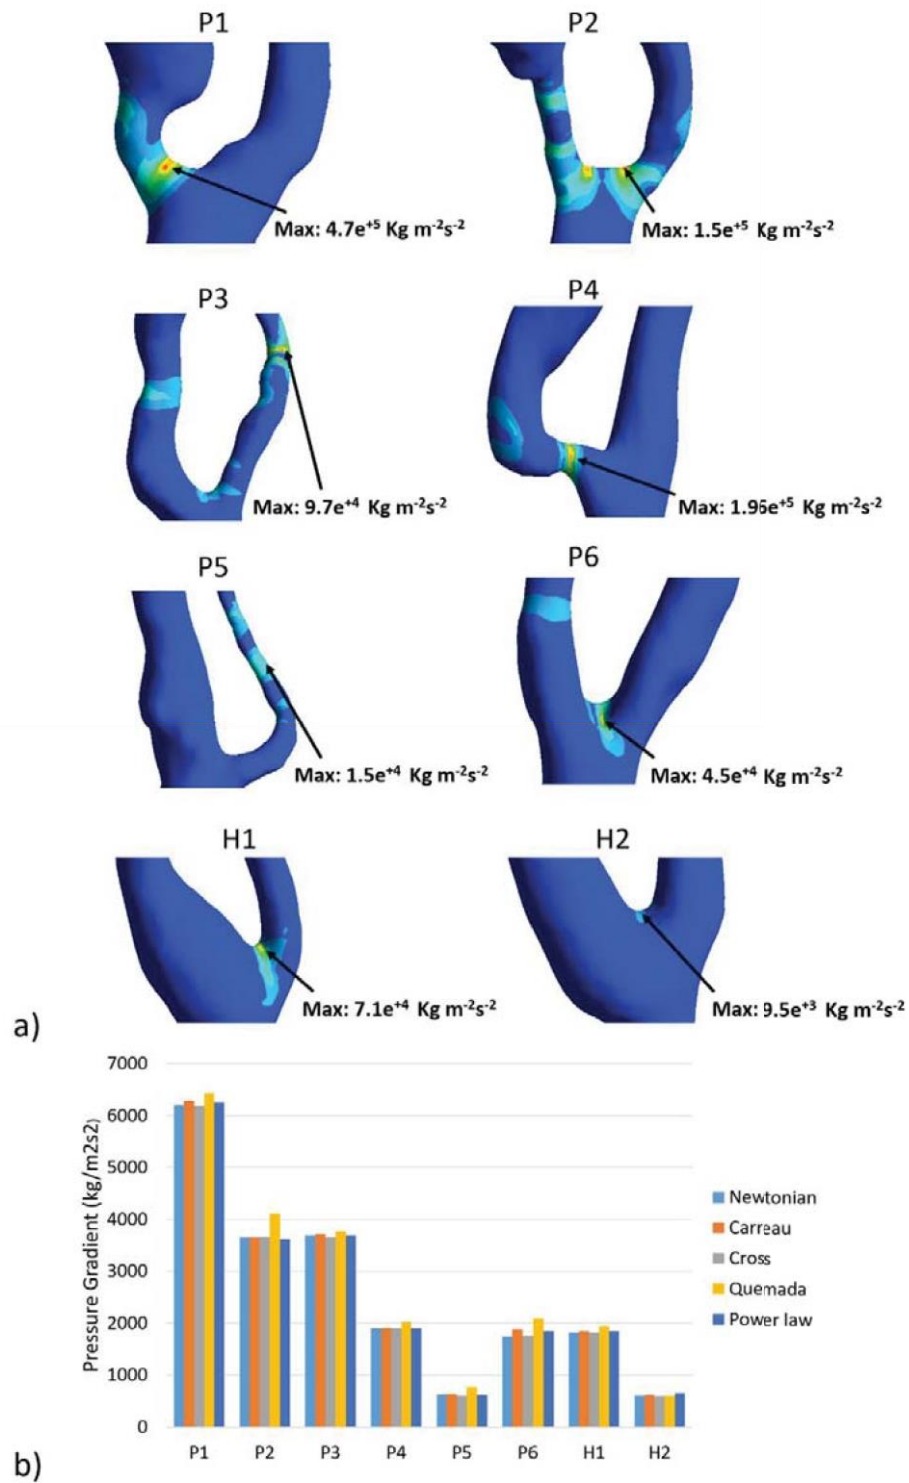 P1 P2
Max: 4.7e+5 Kg m-2s-2 Max: 1.5e+5 Kg m-2s-2
P3 P4
Max: 9.7e+4 Kg m-2s-2 Max: 1.96e+5 Kg m-2s-2
P5 P6
Max: 1.5e+4 Kg m-2s-2 Max: 4.5e+4 Kg m-2s-2
H1 H2
Max: 7.1e+4 Kg m-2s-2 Max: 9.5e+3 Kg m-2s-2
a)
Pressure Gradient (kg/m2s2)
7000
6000
5000
4000
3000
2000
1000
0
P1 P2 P3 P4 P5 P6 H1 H2
Newtonian
Carreau
Cross
Quemada
Power law
b)